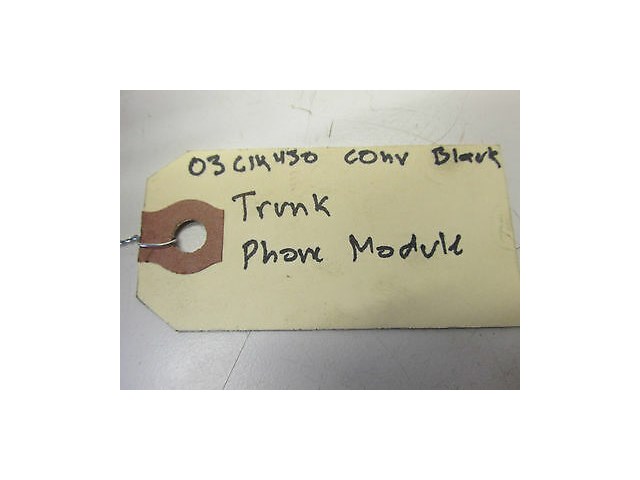 03 Clk430 conv Black
Trunk
Phone Module